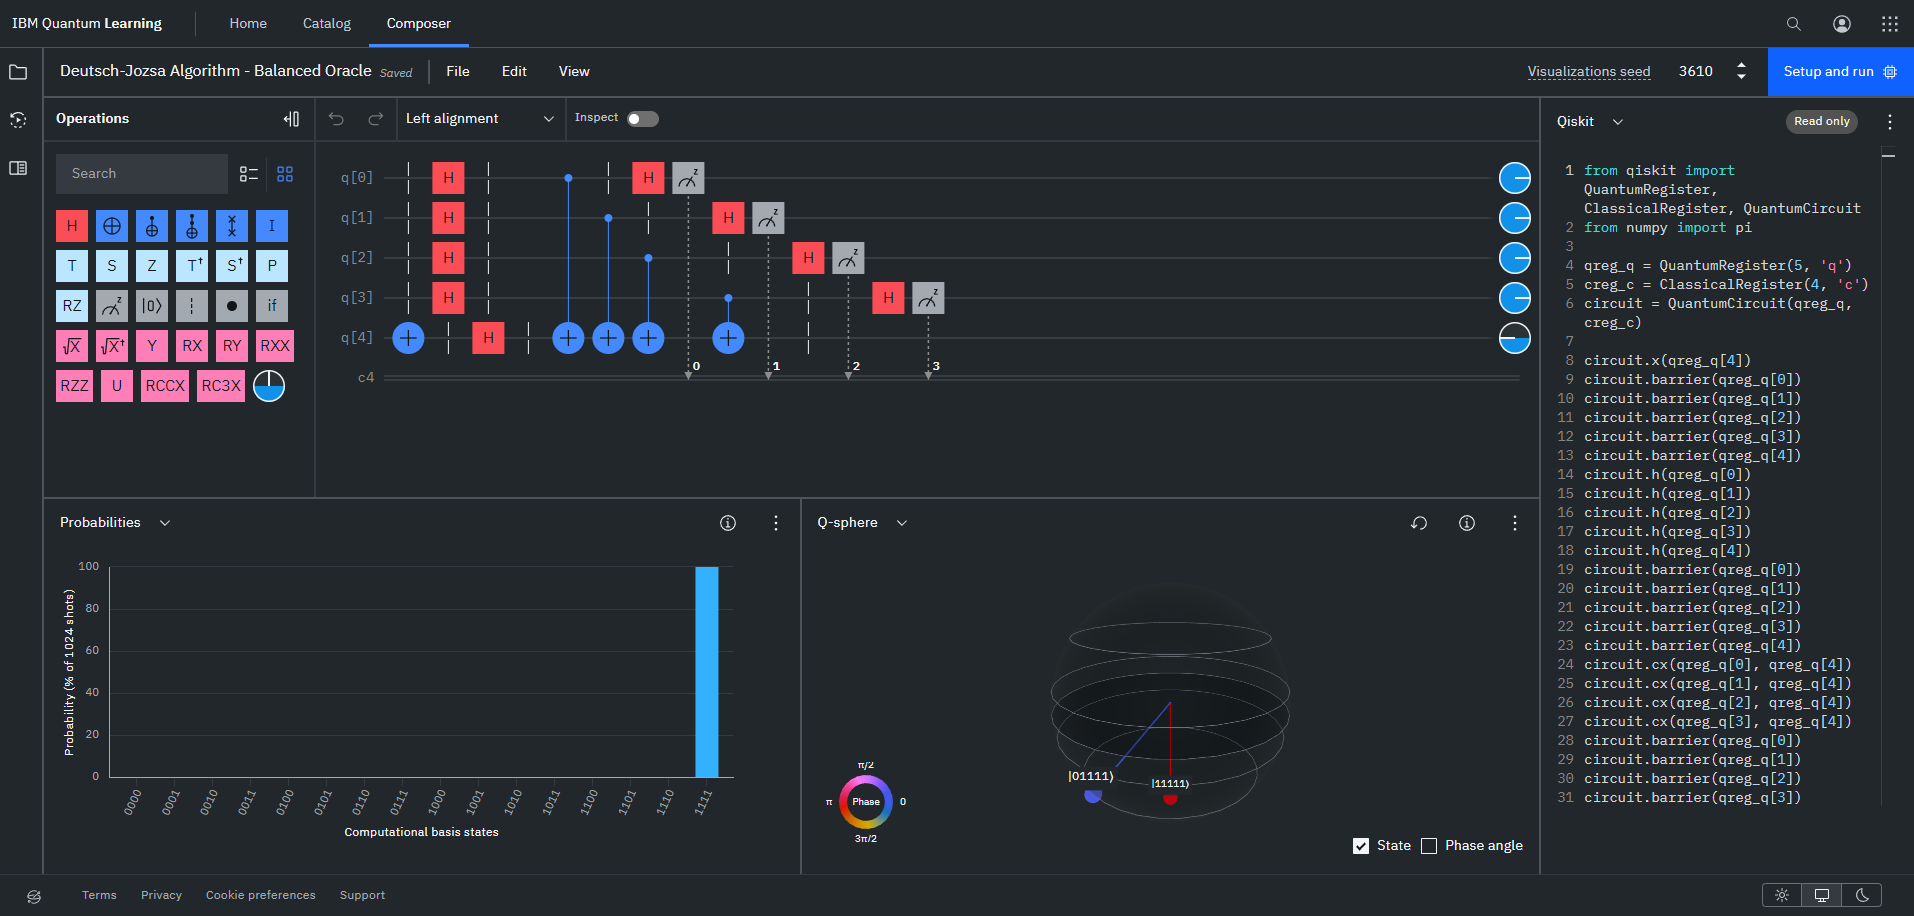 IBM Quantum Learning
Home
Catalog
Composer
Deutsch-Jozsa Algorithm - Balanced Oracle
Saved
File
Edit
View
Visualizations seed
3610
Setup and run
Operations
Left alignment
Inspect
Search
H
I
T S Z T† S† P
RZ z |0⟩ if
√X √X† Y RX RY RXX
RZZ U RCCX RC3X
q[0] H H z
q[1] H H z
q[2] H H z
q[3] H H z
q[4] + H + + + +
0 1 2 3
c4
Qiskit
Read only
1 from qiskit import
QuantumRegister,
ClassicalRegister, QuantumCircuit
2 from numpy import pi
3
4 qreg_q = QuantumRegister(5, 'q')
5 creg_c = ClassicalRegister(4, 'c')
6 circuit = QuantumCircuit(qreg_q,
creg_c)
7
8 circuit.x(qreg_q[4])
9 circuit.barrier(qreg_q[0])
10 circuit.barrier(qreg_q[1])
11 circuit.barrier(qreg_q[2])
12 circuit.barrier(qreg_q[3])
13 circuit.barrier(qreg_q[4])
14 circuit.h(qreg_q[0])
15 circuit.h(qreg_q[1])
16 circuit.h(qreg_q[2])
17 circuit.h(qreg_q[3])
18 circuit.h(qreg_q[4])
19 circuit.barrier(qreg_q[0])
20 circuit.barrier(qreg_q[1])
21 circuit.barrier(qreg_q[2])
22 circuit.barrier(qreg_q[3])
23 circuit.barrier(qreg_q[4])
24 circuit.cx(qreg_q[0], qreg_q[4])
25 circuit.cx(qreg_q[1], qreg_q[4])
26 circuit.cx(qreg_q[2], qreg_q[4])
27 circuit.cx(qreg_q[3], qreg_q[4])
28 circuit.barrier(qreg_q[0])
29 circuit.barrier(qreg_q[1])
30 circuit.barrier(qreg_q[2])
31 circuit.barrier(qreg_q[3])
Probabilities
Probability (% of 1024 shots)
100
80
60
40
20
0
0000 0001 0010 0011 0100 0101 0110 0111 1000 1001 1010 1011 1100 1101 1110 1111
Computational basis states
Q-sphere
|01111⟩
|11111⟩
π/2
π Phase 0
3π/2
State
Phase angle
Terms
Privacy
Cookie preferences
Support